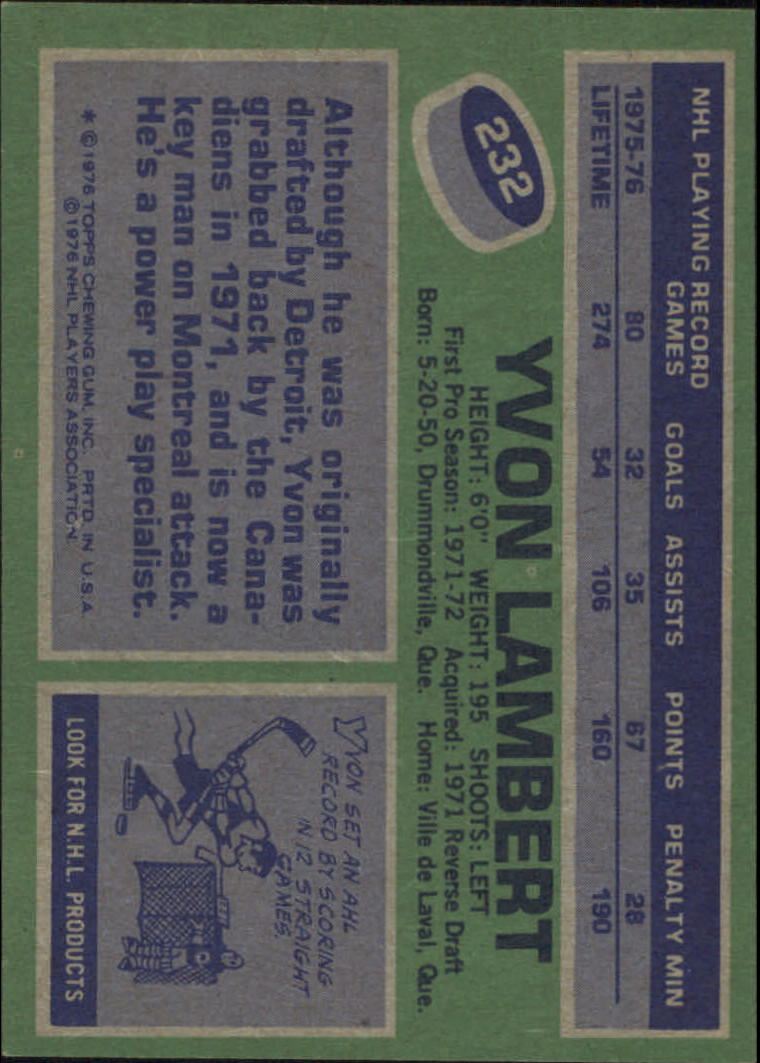 NHL PLAYING RECORD
GAMES GOALS ASSISTS POINTS PENALTY MIN
1975-76 80 32 35 67 28
LIFETIME 274 54 106 160 190
232
YVON LAMBERT
HEIGHT: 6'0" WEIGHT: 195 SHOOTS: LEFT
First Pro Season: 1971-72 Acquired: 1971 Reverse Draft
Born: 5-20-50, Drummondville, Que. Home: Ville de Laval, Que.
Although he was originally
drafted by Detroit, Yvon was
grabbed back by the Cana-
diens in 1971, and is now a
key man on Montreal attack.
He's a power play specialist.
* © 1976 TOPPS CHEWING GUM, INC. PRTD. IN U.S.A.
© 1976 NHL PLAYERS ASSOCIATION
YVON SET AN AHL
RECORD BY SCORING
IN 12 STRAIGHT
GAMES.
LOOK FOR N.H.L. PRODUCTS